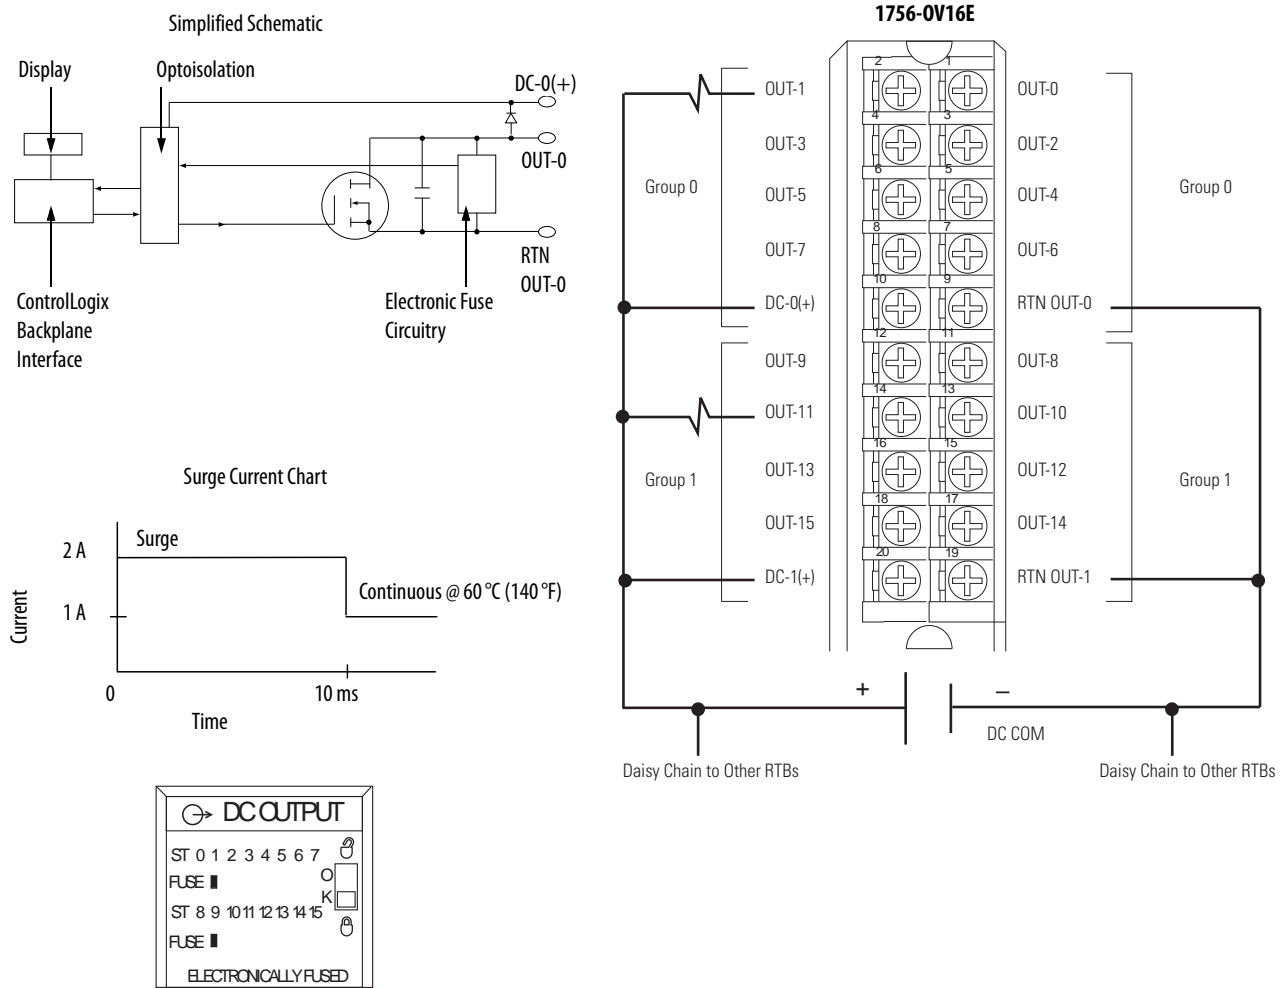 Simplified Schematic
Display
Optoisolation
DC-0(+)
OUT-0
RTN
OUT-0
ControlLogix
Backplane
Interface
Electronic Fuse
Circuitry
Surge Current Chart
Current
2 A
Surge
1 A
Continuous @ 60 °C (140 °F)
0
10 ms
Time
DC OUTPUT
ST 0 1 2 3 4 5 6 7
FUSE
O
K
ST 8 9 10 11 12 13 14 15
FUSE
ELECTRONICALLY FUSED
1756-OV16E
OUT-1
2
1
OUT-0
OUT-3
4
3
OUT-2
Group 0
OUT-5
6
5
OUT-4
Group 0
OUT-7
8
7
OUT-6
DC-0(+)
10
9
RTN OUT-0
OUT-9
12
11
OUT-8
OUT-11
14
13
OUT-10
Group 1
OUT-13
16
15
OUT-12
Group 1
OUT-15
18
17
OUT-14
DC-1(+)
20
19
RTN OUT-1
+
–
DC COM
Daisy Chain to Other RTBs
Daisy Chain to Other RTBs